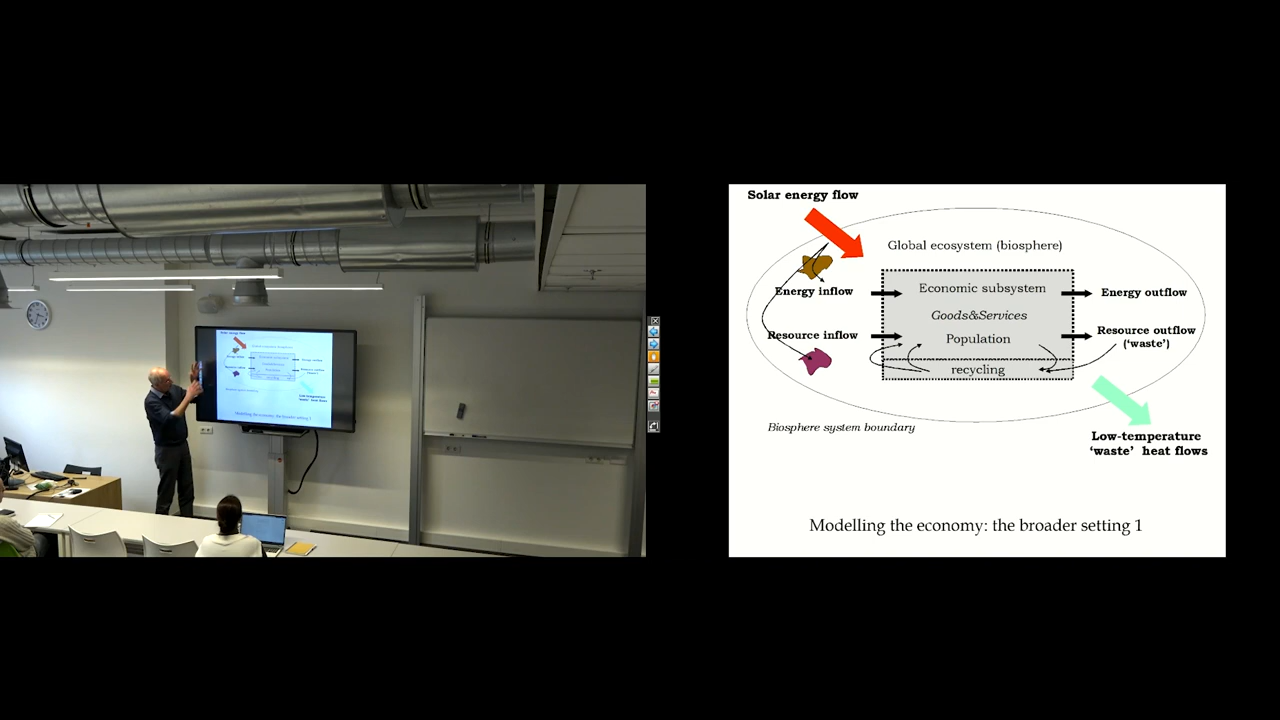 Solar energy flow
Global ecosystem (biosphere)
Energy inflow
Economic subsystem
Energy outflow
Goods&Services
Resource inflow
Population
Resource outflow
(‘waste’)
recycling
Biosphere system boundary
Low-temperature
‘waste’ heat flows
Modelling the economy: the broader setting 1